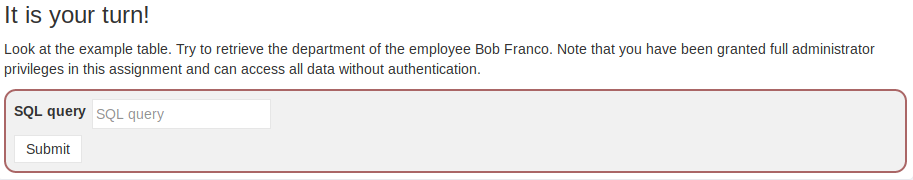 It is your turn!
Look at the example table. Try to retrieve the department of the employee Bob Franco. Note that you have been granted full administrator
privileges in this assignment and can access all data without authentication.
SQL query SQL query
Submit